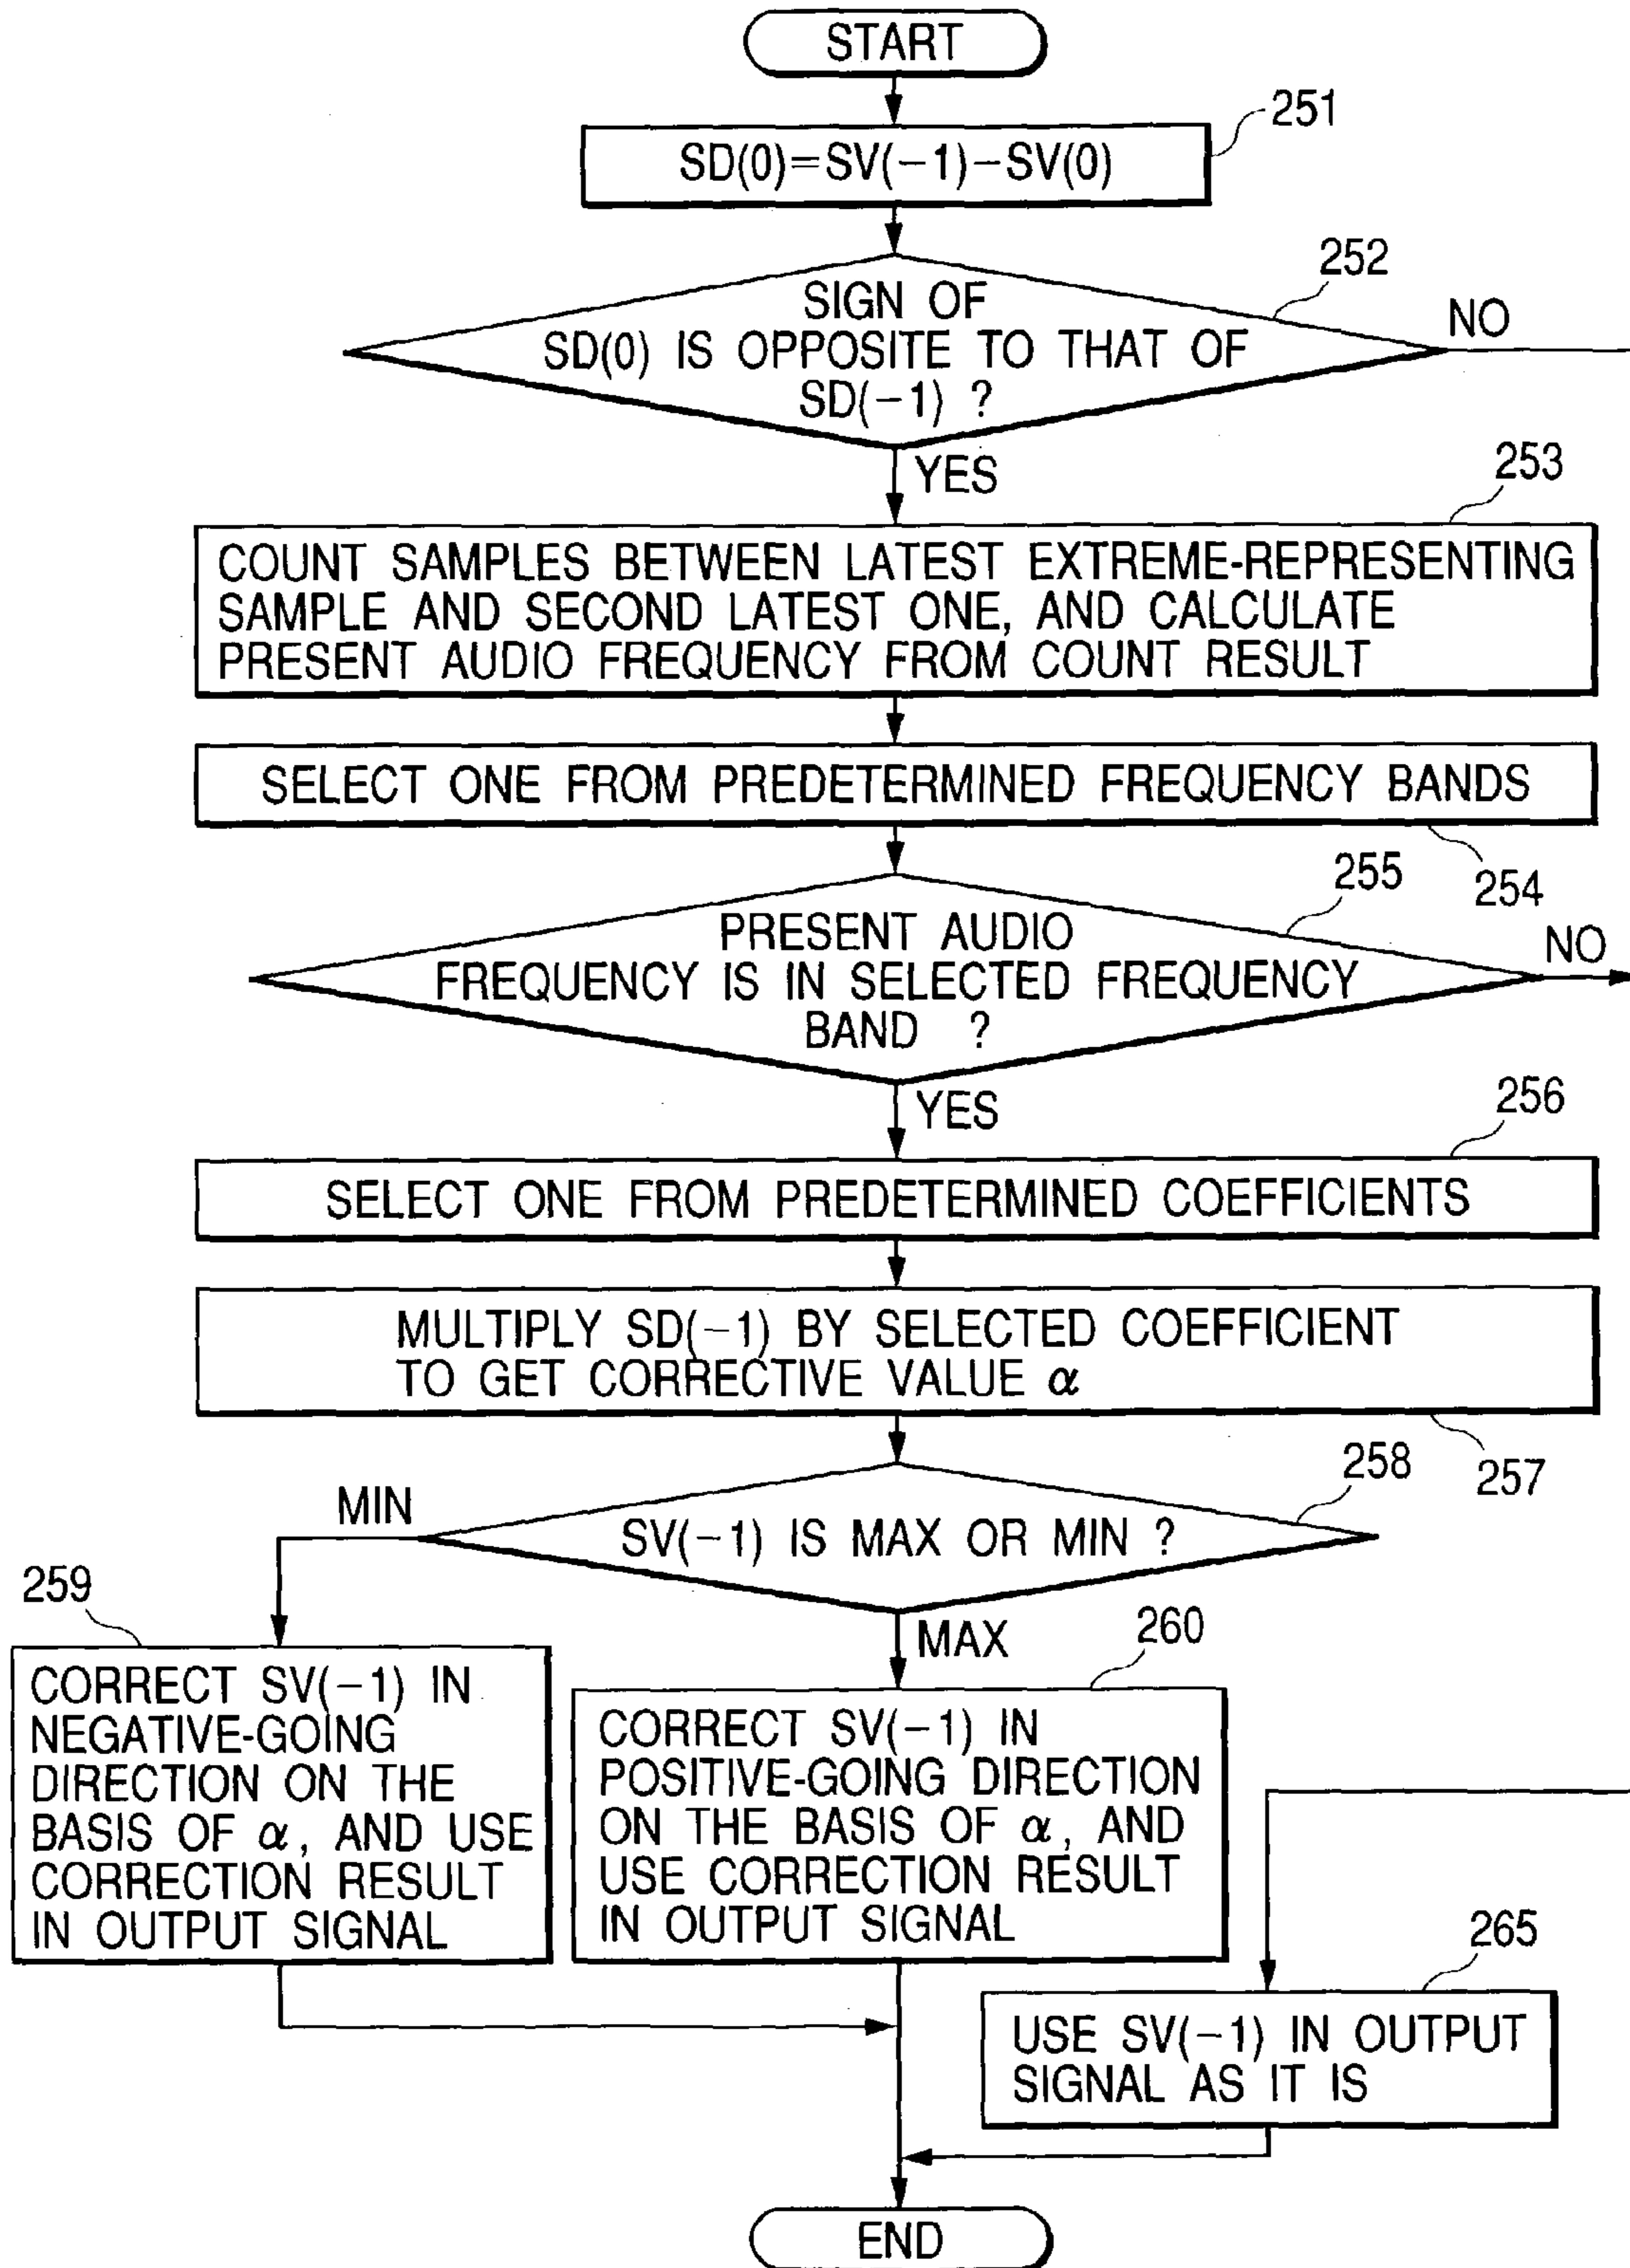 START
251
SD(0)=SV(−1)−SV(0)
252
SIGN OF
SD(0) IS OPPOSITE TO THAT OF
SD(−1) ?
NO
YES
253
COUNT SAMPLES BETWEEN LATEST EXTREME-REPRESENTING
SAMPLE AND SECOND LATEST ONE, AND CALCULATE
PRESENT AUDIO FREQUENCY FROM COUNT RESULT
SELECT ONE FROM PREDETERMINED FREQUENCY BANDS
254
255
PRESENT AUDIO
FREQUENCY IS IN SELECTED FREQUENCY
BAND ?
NO
YES
256
SELECT ONE FROM PREDETERMINED COEFFICIENTS
MULTIPLY SD(−1) BY SELECTED COEFFICIENT
TO GET CORRECTIVE VALUE α
257
258
SV(−1) IS MAX OR MIN ?
MIN
MAX
259
CORRECT SV(−1) IN
NEGATIVE-GOING
DIRECTION ON THE
BASIS OF α, AND USE
CORRECTION RESULT
IN OUTPUT SIGNAL
260
CORRECT SV(−1) IN
POSITIVE-GOING DIRECTION
ON THE BASIS OF α, AND
USE CORRECTION RESULT
IN OUTPUT SIGNAL
265
USE SV(−1) IN OUTPUT
SIGNAL AS IT IS
END